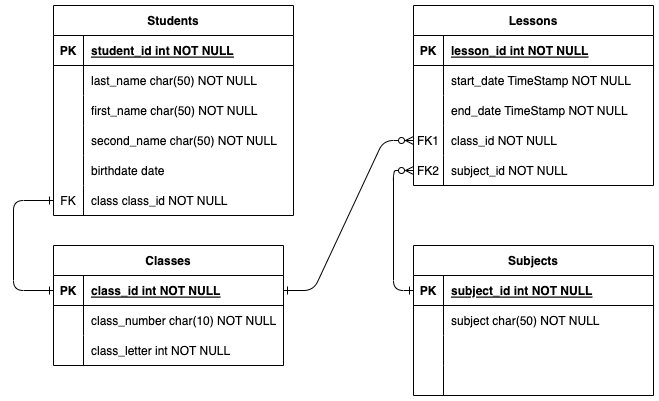 Students
PK student_id int NOT NULL
last_name char(50) NOT NULL
first_name char(50) NOT NULL
second_name char(50) NOT NULL
birthdate date
FK class class_id NOT NULL
Classes
PK class_id int NOT NULL
class_number char(10) NOT NULL
class_letter int NOT NULL
Lessons
PK lesson_id int NOT NULL
start_date TimeStamp NOT NULL
end_date TimeStamp NOT NULL
FK1 class_id NOT NULL
FK2 subject_id NOT NULL
Subjects
PK subject_id int NOT NULL
subject char(50) NOT NULL